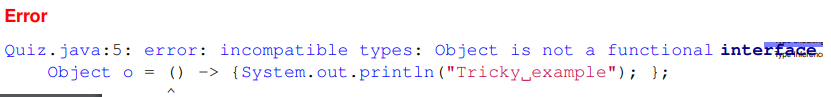 Error
Quiz.java:5: error: incompatible types: Object is not a functional interface
Object o = () -> {System.out.println("Tricky␣example"); };
^